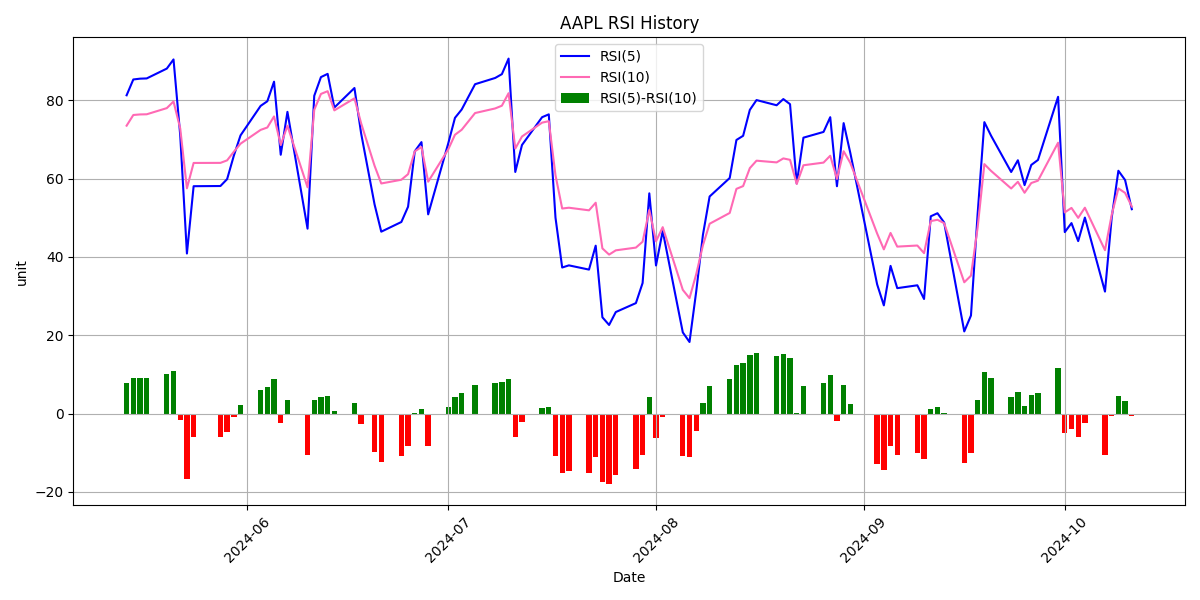 AAPL RSI History
RSI(5)
RSI(10)
RSI(5)-RSI(10)
unit
80
60
40
20
0
−20
2024-06
2024-07
2024-08
2024-09
2024-10
Date